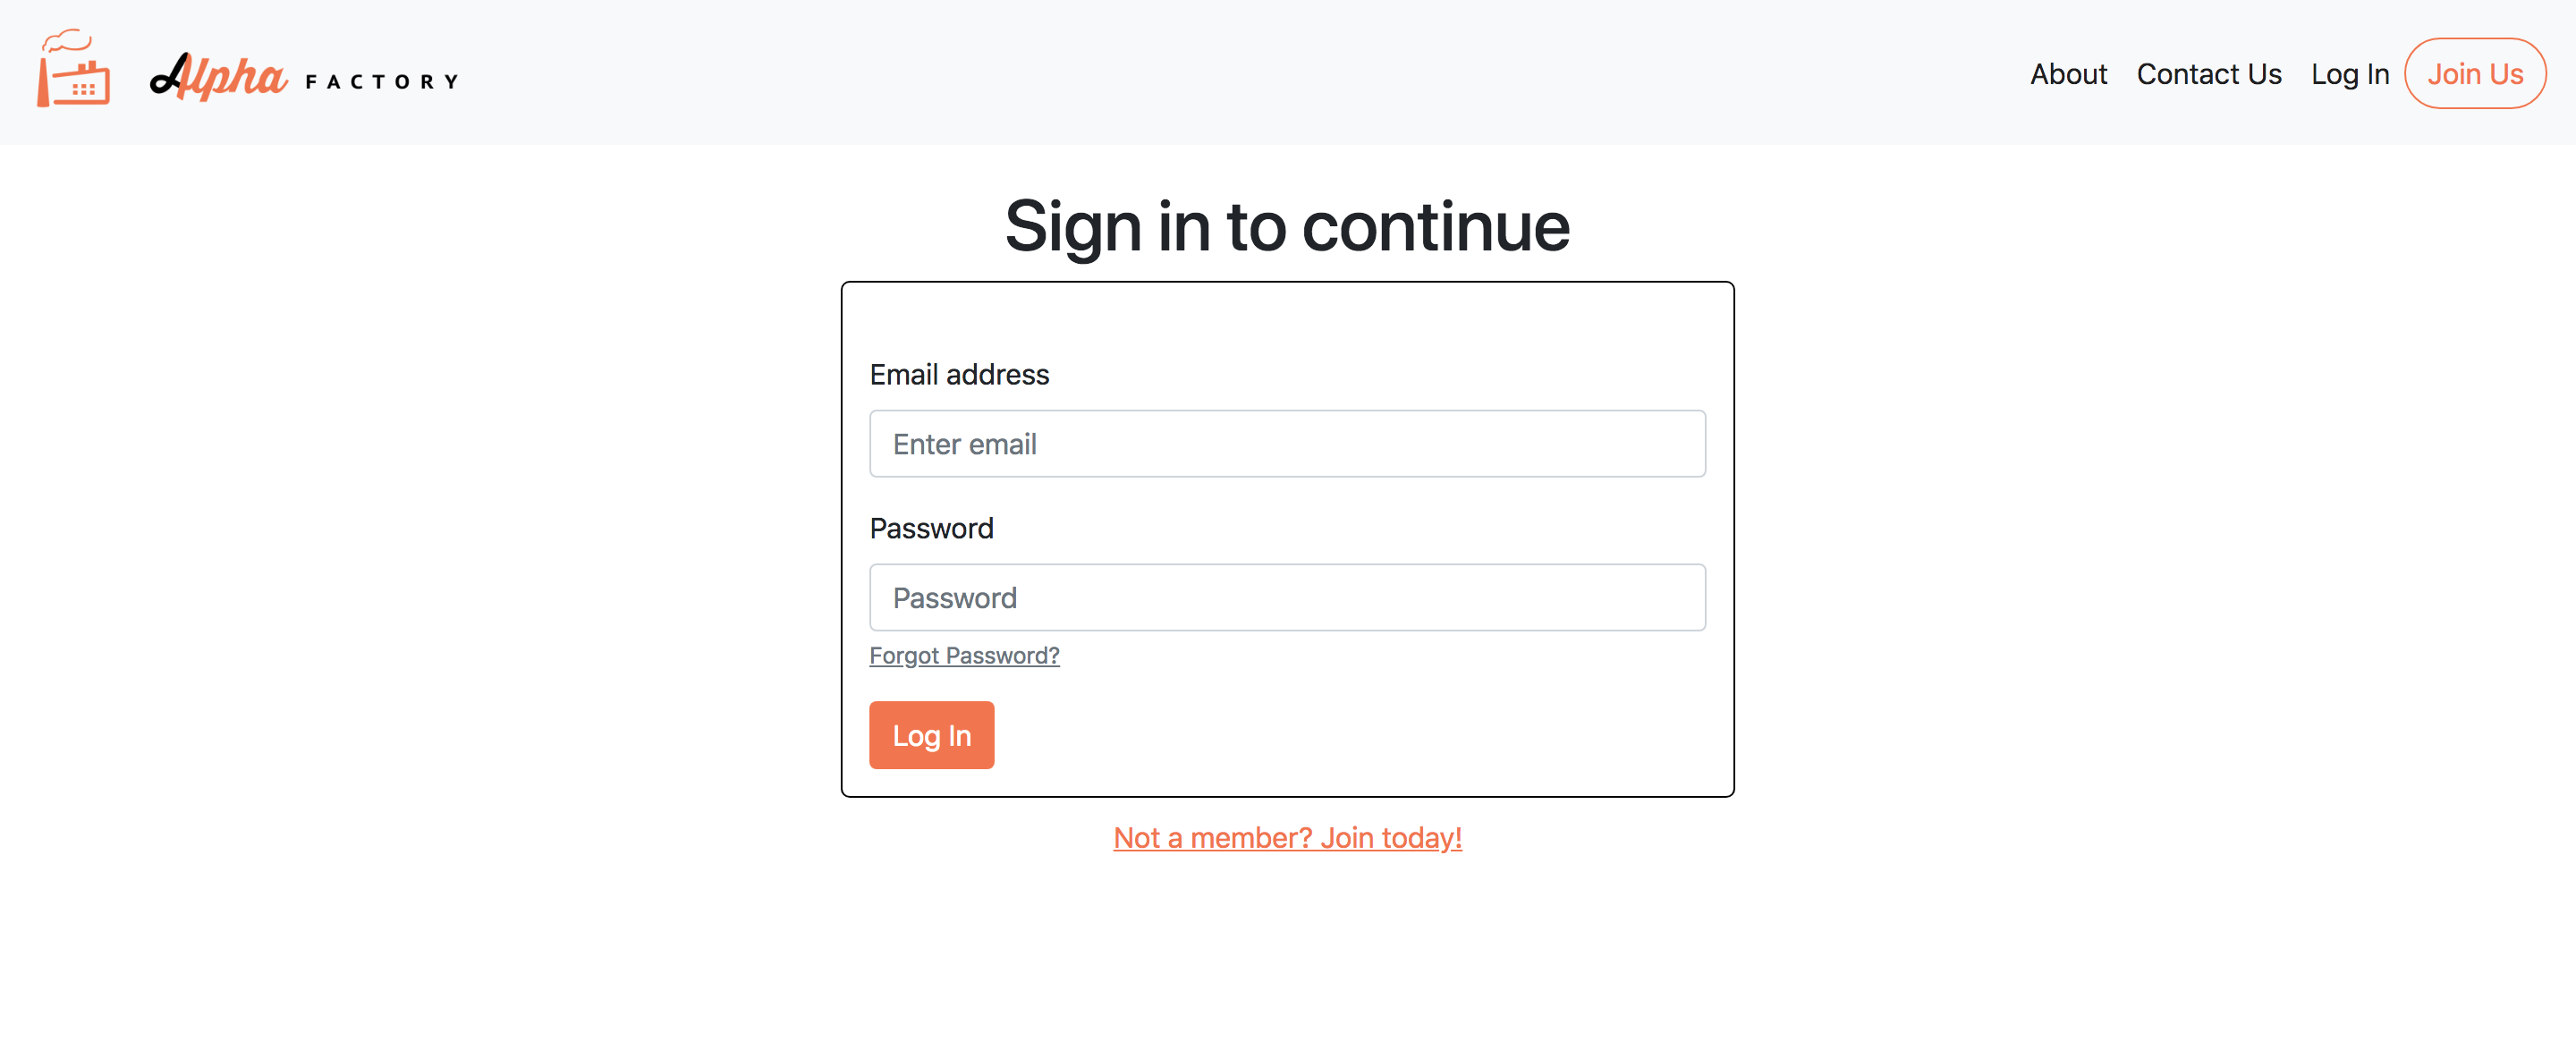 Alpha FACTORY
About Contact Us Log In Join Us
Sign in to continue
Email address
Enter email
Password
Password
Forgot Password?
Log In
Not a member? Join today!